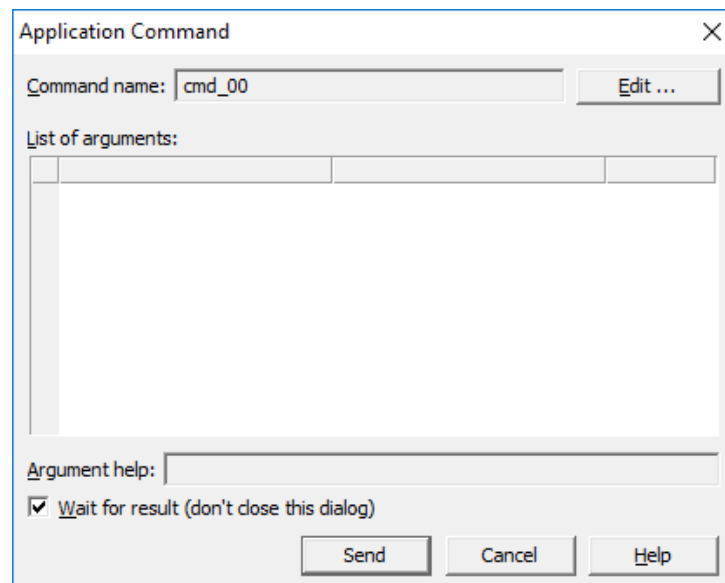 Application Command
Command name: cmd_00 Edit ...
List of arguments:
Argument help:
Wait for result (don't close this dialog)
Send Cancel Help